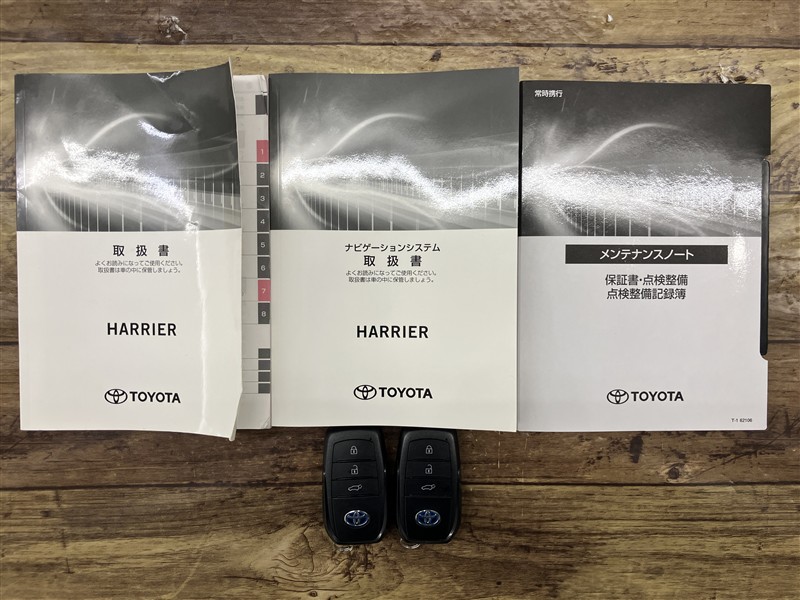 取扱書
よくお読みになってご使用ください。
取扱書は車の中に保管しましょう。
HARRIER
TOYOTA
1
2
3
4
5
6
7
8
ナビゲーションシステム
取扱書
よくお読みになってご使用ください。
取扱書は車の中に保管しましょう。
HARRIER
TOYOTA
常時携行
メンテナンスノート
保証書・点検整備
点検整備記録簿
TOYOTA
T-1 62106